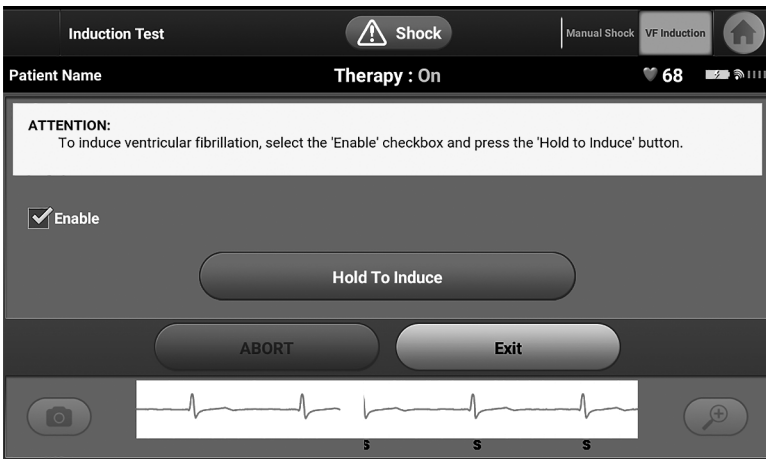 Induction Test
Shock
Manual Shock
VF Induction
Patient Name
Therapy : On
68
ATTENTION:
To induce ventricular fibrillation, select the 'Enable' checkbox and press the 'Hold to Induce' button.
Enable
Hold To Induce
ABORT
Exit
S S S